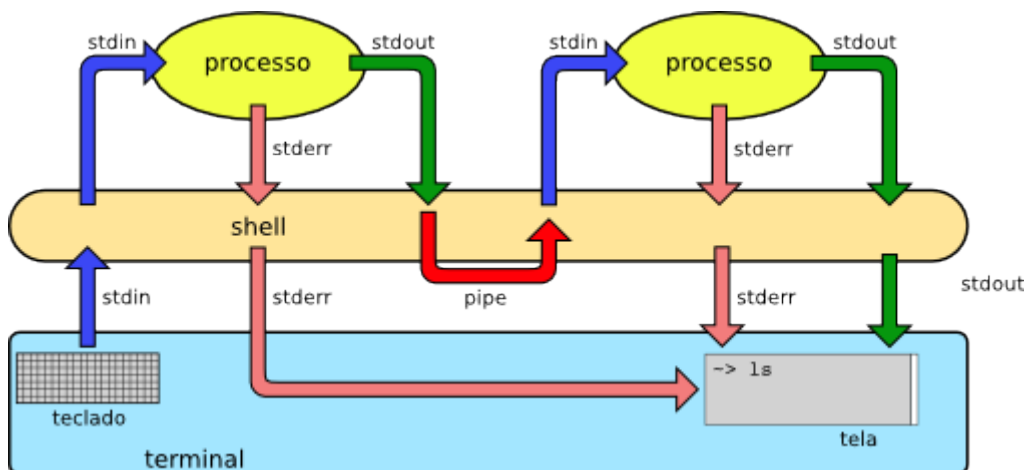 stdin
processo
stdout
stdin
processo
stdout
stderr
stderr
shell
stdin
stderr
pipe
stderr
stdout
~> ls
teclado
tela
terminal